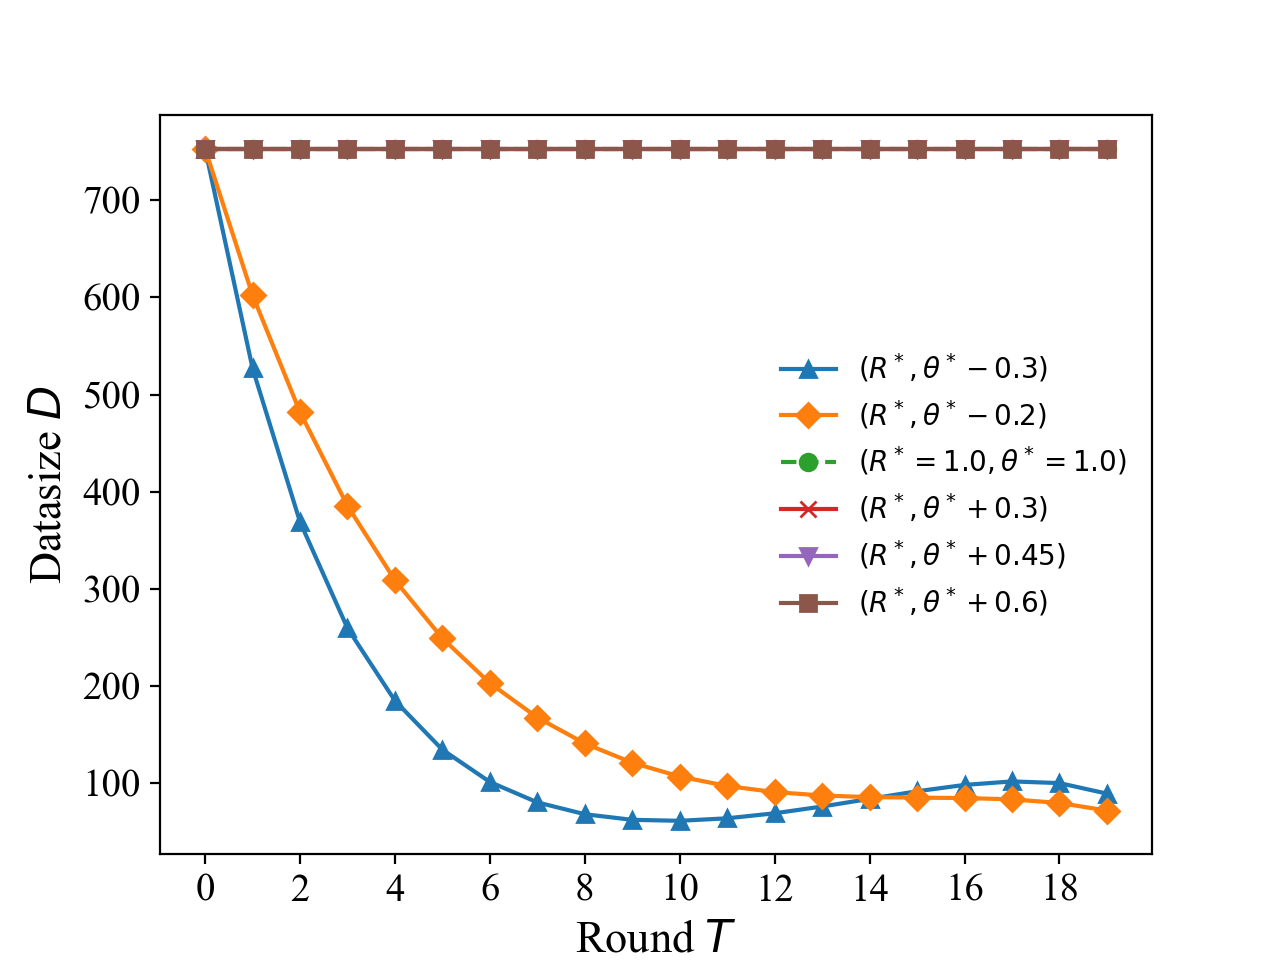 700
600
500
400
300
200
100
Datasize D
0 2 4 6 8 10 12 14 16 18
Round T
(R*, θ* − 0.3)
(R*, θ* − 0.2)
(R* = 1.0, θ* = 1.0)
(R*, θ* + 0.3)
(R*, θ* + 0.45)
(R*, θ* + 0.6)